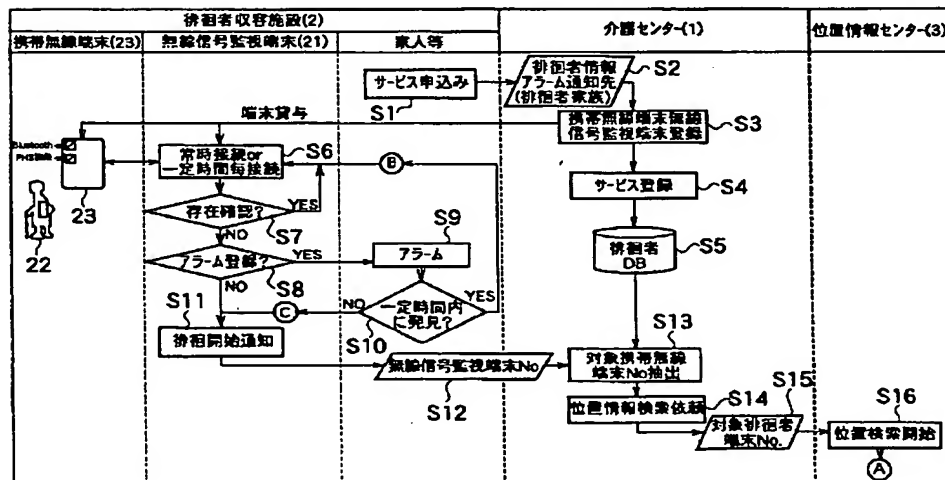 徘徊者収容施設(2)
介護センター(1)
位置情報センター(3)
携帯無線端末(23)
無線信号監視端末(21)
家人等
サービス申込み
S1
徘徊者情報
アラーム通知先
(徘徊者家族)
S2
端末貸与
携帯無線端末無線
信号監視端末登録
S3
Bluetooth
PHS
23
22
常時接続or
一定時間毎接続
S6
B
サービス登録
S4
存在確認?
YES
S7
NO
徘徊者
DB
S5
アラーム登録?
YES
S8
NO
アラーム
S9
一定時間内
に発見?
YES
NO
S10
C
S11
徘徊開始通知
無線信号監視端末No
S12
対象携帯無線
端末No抽出
S13
位置情報検索依頼
S14
対象徘徊者
端末No.
S15
位置検索開始
S16
A